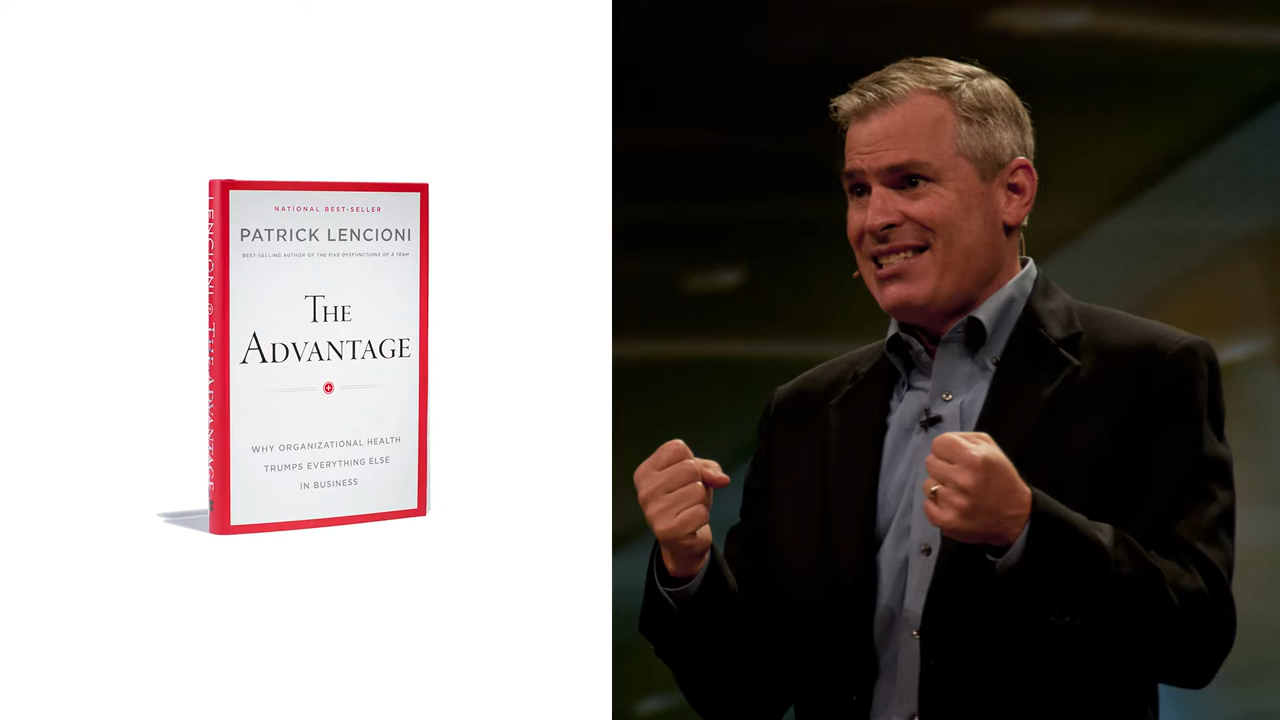 NATIONAL BEST-SELLER
PATRICK LENCIONI
BEST-SELLING AUTHOR OF THE FIVE DYSFUNCTIONS OF A TEAM
THE
ADVANTAGE
WHY ORGANIZATIONAL HEALTH
TRUMPS EVERYTHING ELSE
IN BUSINESS
LENCIONI THE ADVANTAGE